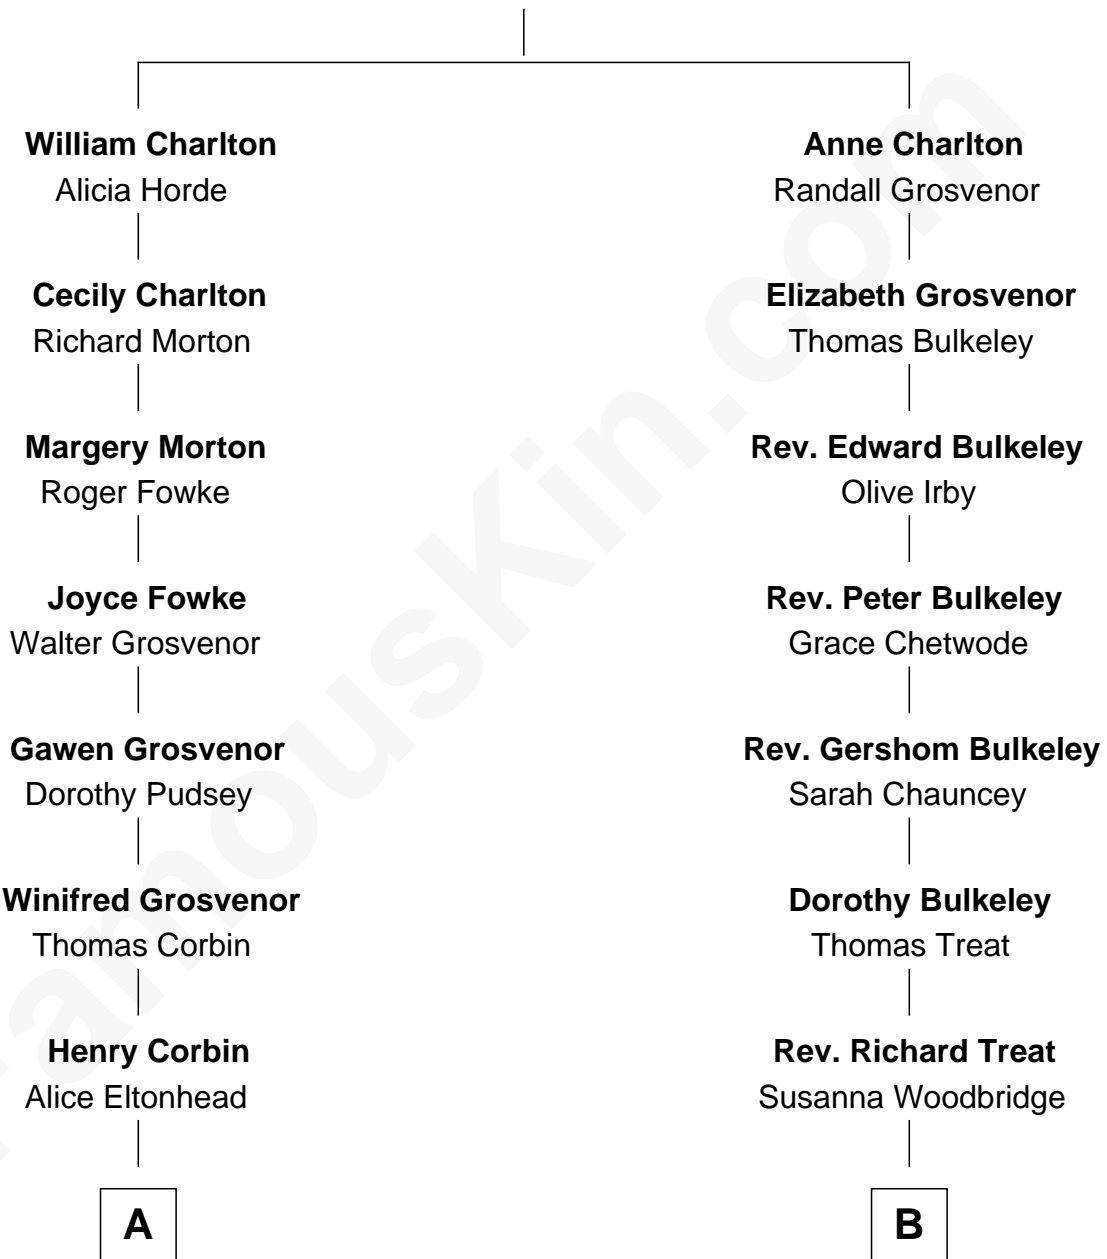 William Charlton
Alicia Horde
Cecily Charlton
Richard Morton
Margery Morton
Roger Fowke
Joyce Fowke
Walter Grosvenor
Gawen Grosvenor
Dorothy Pudsey
Winifred Grosvenor
Thomas Corbin
Henry Corbin
Alice Eltonhead
A
Anne Charlton
Randall Grosvenor
Elizabeth Grosvenor
Thomas Bulkeley
Rev. Edward Bulkeley
Olive Irby
Rev. Peter Bulkeley
Grace Chetwode
Rev. Gershom Bulkeley
Sarah Chauncey
Dorothy Bulkeley
Thomas Treat
Rev. Richard Treat
Susanna Woodbridge
B
FamousKin.com